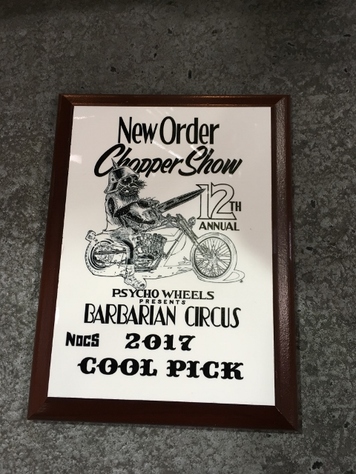 New Order
Chopper Show
12TH
ANNUAL
PSYCHO WHEELS
PRESENTS
BARBARIAN CIRCUS
NOCS 2017
COOL PICK